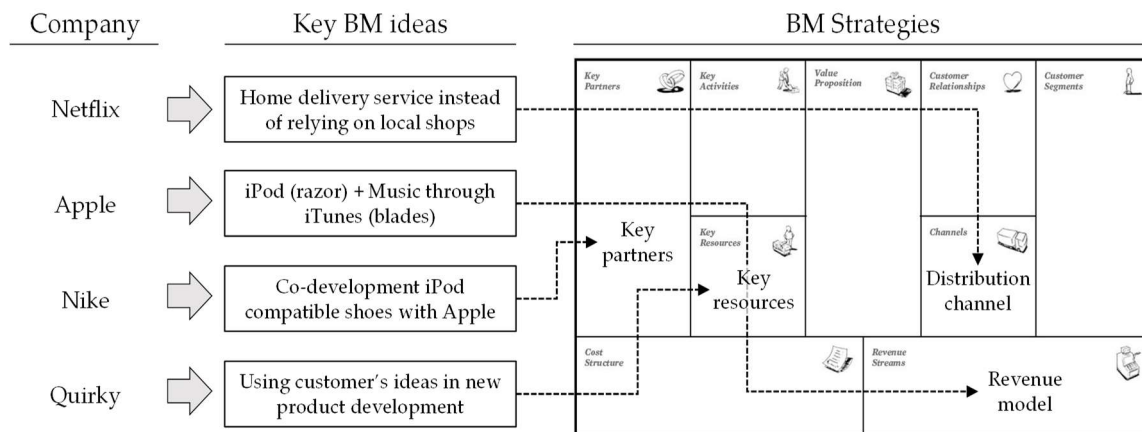 Company
Key BM ideas
BM Strategies
Netflix
Home delivery service instead
of relying on local shops
Apple
iPod (razor) + Music through
iTunes (blades)
Nike
Co-development iPod
compatible shoes with Apple
Quirky
Using customer's ideas in new
product development
Key
Partners
Key
Activities
Value
Proposition
Customer
Relationships
Customer
Segments
Key
partners
Key
Resources
Key
resources
Channels
Distribution
channel
Cost
Structure
Revenue
Streams
Revenue
model